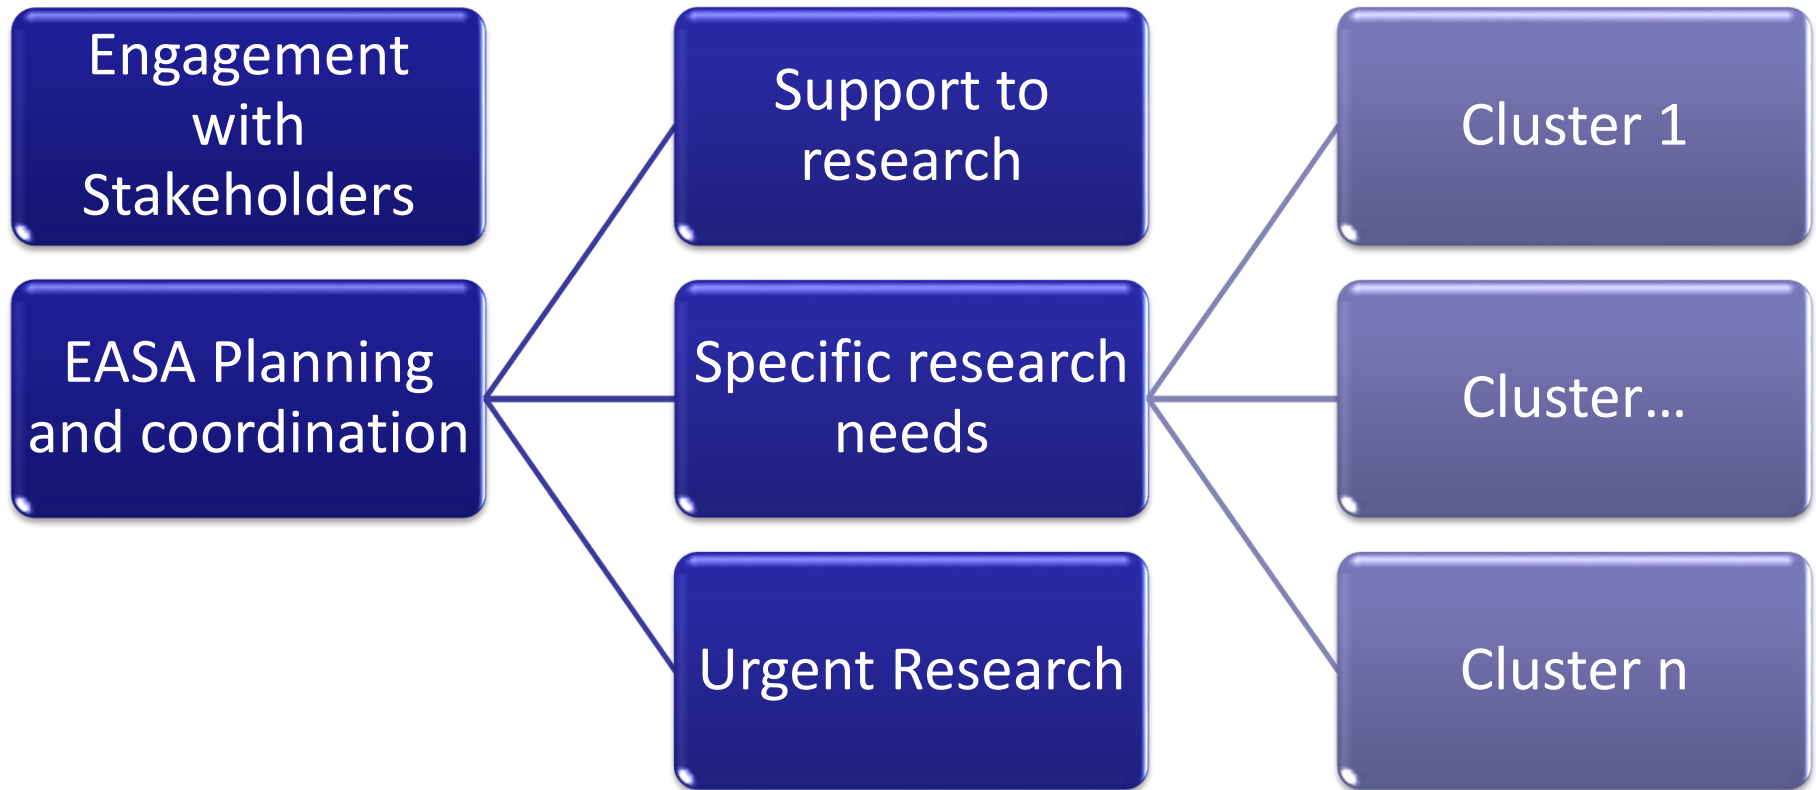 Engagement
with
Stakeholders
EASA Planning
and coordination
Support to
research
Specific research
needs
Urgent Research
Cluster 1
Cluster...
Cluster n